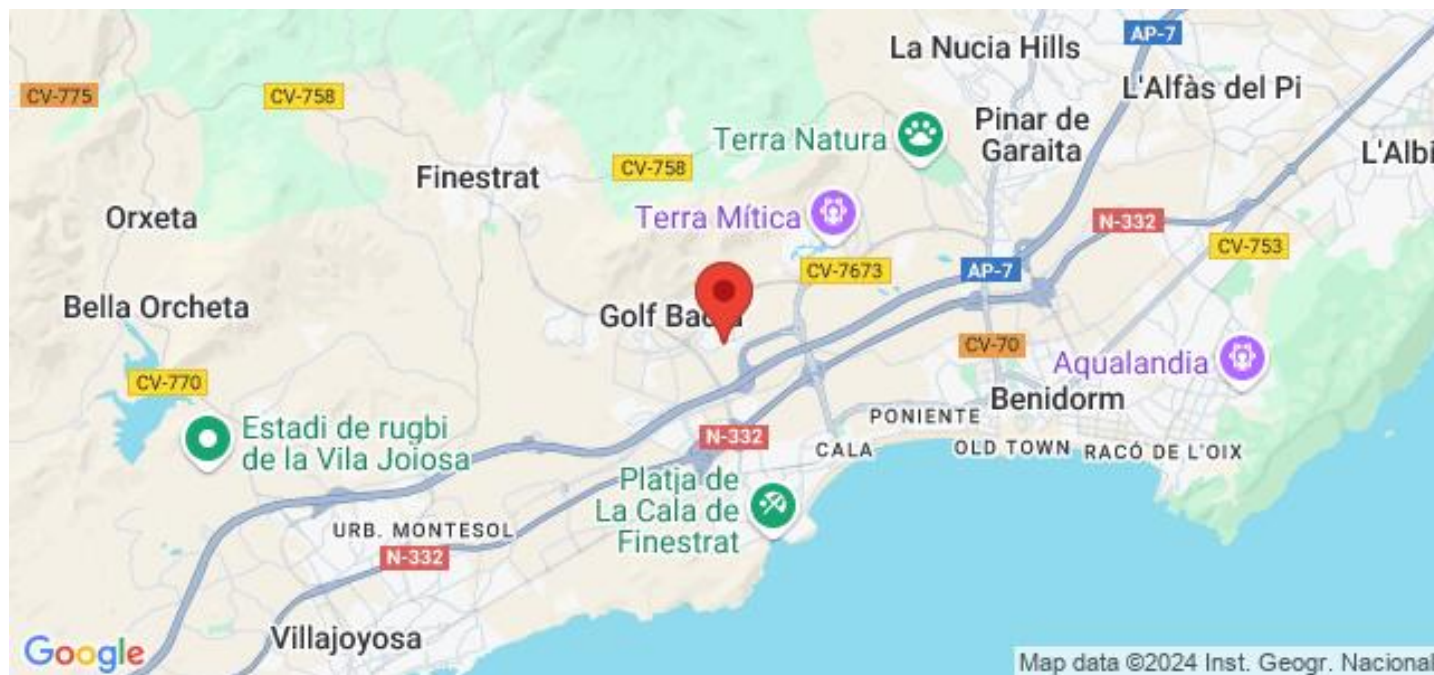 AP-7
La Nucia Hills
L'Alfàs del Pi
CV-775
CV-758
Terra Natura
Pinar de
Garaita
L'Albi
Finestrat
CV-758
Orxeta
Terra Mítica
N-332
CV-753
CV-7673
AP-7
Bella Orcheta
Golf
CV-70
Aqualandia
CV-770
Benidorm
PONIENTE
Estadi de rugbi
de la Vila Joiosa
N-332
CALA
OLD TOWN
RACÓ DE L'OIX
Platja de
La Cala de
Finestrat
URB. MONTESOL
N-332
Villajoyosa
Google
Map data ©2024 Inst. Geogr. Nacional